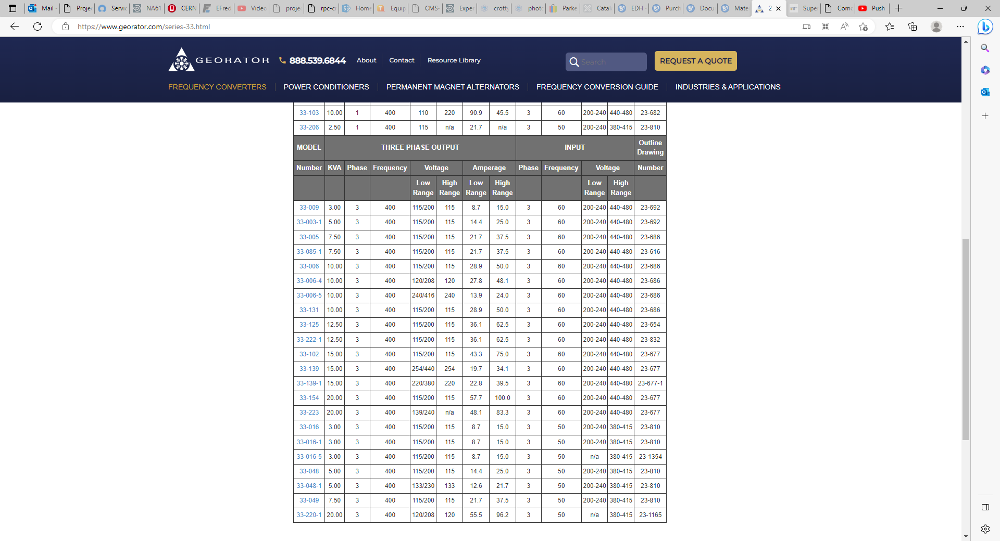 Mail -
Proje
Servic
NA61
CERN
EFred
Videc
proje
rpc-c
Home
Equip
CMS-
Exper
crotty
photo
Parke
Catal
EDH -
Purch
Docu
Mate
2
Supe
Comc
Push
https://www.georator.com/series-33.html
GEORATOR
888.539.6844
About
Contact
Resource Library
Search
REQUEST A QUOTE
FREQUENCY CONVERTERS
POWER CONDITIONERS
PERMANENT MAGNET ALTERNATORS
FREQUENCY CONVERSION GUIDE
INDUSTRIES & APPLICATIONS
33-103 10.00 1 400 110 220 90.9 45.5 3 60 200-240 440-480 23-682
33-206 2.50 1 400 115 n/a 21.7 n/a 3 50 200-240 380-415 23-810
MODEL THREE PHASE OUTPUT INPUT Outline Drawing
Number KVA Phase Frequency Voltage Amperage Phase Frequency Voltage Number
Low Range High Range Low Range High Range Low Range High Range
33-009 3.00 3 400 115/200 115 8.7 15.0 3 60 200-240 440-480 23-692
33-003-1 5.00 3 400 115/200 115 14.4 25.0 3 60 200-240 440-480 23-692
33-005 7.50 3 400 115/200 115 21.7 37.5 3 60 200-240 440-480 23-686
33-085-1 7.50 3 400 115/200 115 21.7 37.5 3 60 200-240 440-480 23-616
33-006 10.00 3 400 115/200 115 28.9 50.0 3 60 200-240 440-480 23-686
33-006-4 10.00 3 400 120/208 120 27.8 48.1 3 60 200-240 440-480 23-686
33-006-5 10.00 3 400 240/416 240 13.9 24.0 3 60 200-240 440-480 23-686
33-131 10.00 3 400 115/200 115 28.9 50.0 3 60 200-240 440-480 23-686
33-125 12.50 3 400 115/200 115 36.1 62.5 3 60 200-240 440-480 23-654
33-222-1 12.50 3 400 115/200 115 36.1 62.5 3 60 200-240 440-480 23-832
33-102 15.00 3 400 115/200 115 43.3 75.0 3 60 200-240 440-480 23-677
33-139 15.00 3 400 254/440 254 19.7 34.1 3 60 200-240 440-480 23-677
33-139-1 15.00 3 400 220/380 220 22.8 39.5 3 60 200-240 440-480 23-677-1
33-154 20.00 3 400 115/200 115 57.7 100.0 3 60 200-240 440-480 23-677
33-223 20.00 3 400 139/240 n/a 48.1 83.3 3 60 200-240 440-480 23-677
33-016 3.00 3 400 115/200 115 8.7 15.0 3 50 200-240 380-415 23-810
33-016-1 3.00 3 400 115/200 115 8.7 15.0 3 50 200-240 380-415 23-810
33-016-5 3.00 3 400 115/200 115 8.7 15.0 3 50 n/a 380-415 23-1354
33-048 5.00 3 400 115/200 115 14.4 25.0 3 50 200-240 380-415 23-810
33-048-1 5.00 3 400 133/230 133 12.6 21.7 3 50 200-240 380-415 23-810
33-049 7.50 3 400 115/200 115 21.7 37.5 3 50 200-240 380-415 23-810
33-220-1 20.00 3 400 120/208 120 55.5 96.2 3 50 n/a 380-415 23-1165